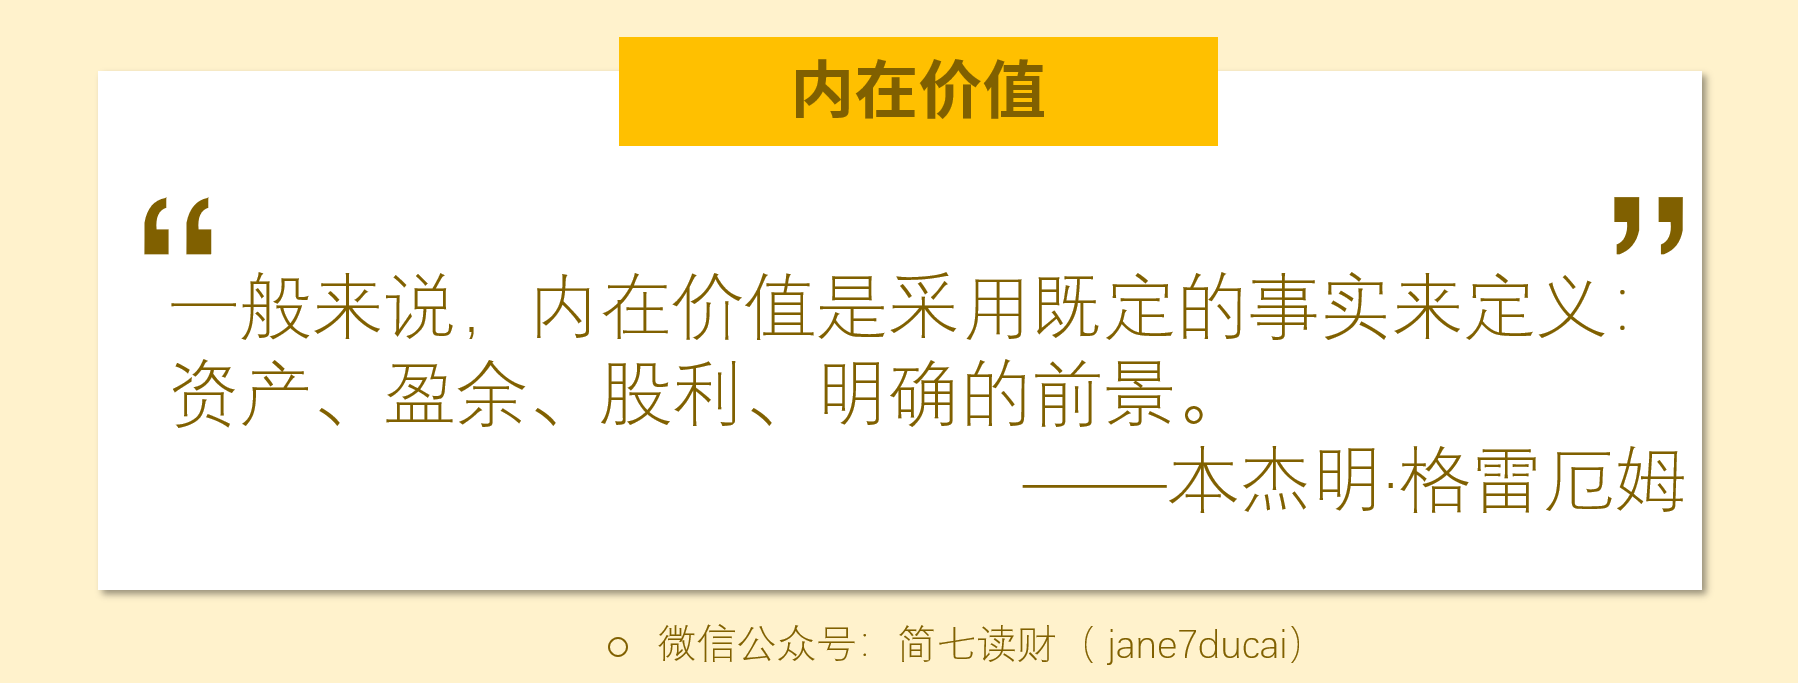 内在价值
“ ”
一般来说，内在价值是采用既定的事实来定义：
资产、盈余、股利、明确的前景。
——本杰明·格雷厄姆
微信公众号：简七读财（ jane7ducai）